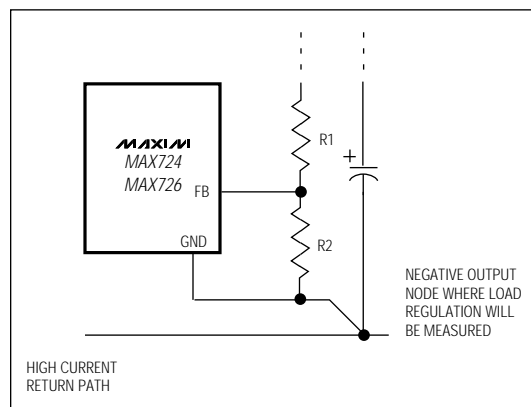 R1
+
MAXIM
MAX724
MAX726
FB
GND
R2
NEGATIVE OUTPUT
NODE WHERE LOAD
REGULATION WILL
BE MEASURED
HIGH CURRENT
RETURN PATH